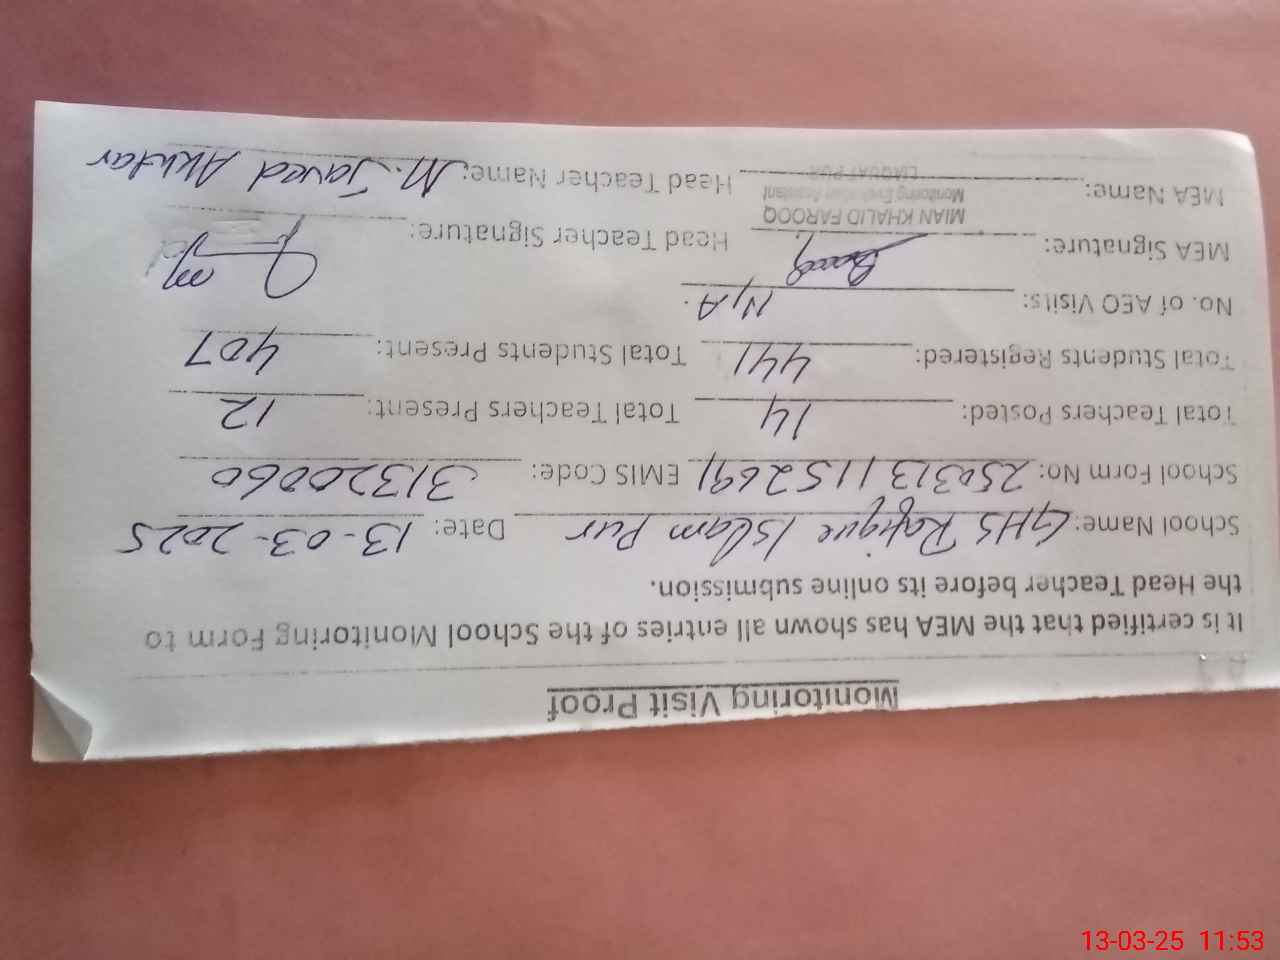 Monitoring Visit Proof
It is certified that the MEA has shown all entries of the School Monitoring Form to
the Head Teacher before its online submission.
School Name: GHS Rafique Islam Pur Date: 13-03-2025
School Form No: 2503131152691 EMIS Code: 31320060
Total Teachers Posted: 14 Total Teachers Present: 12
Total Students Registered: 441 Total Students Present: 407
No. of AEO Visits: N,A.
MEA Signature: Head Teacher Signature:
MIAN KHALID FAROOQ
Monitoring Evaluation Assistant
LIAQUAT PUR
MEA Name: Head Teacher Name: M. Javed Akhtar
13-03-25 11:53